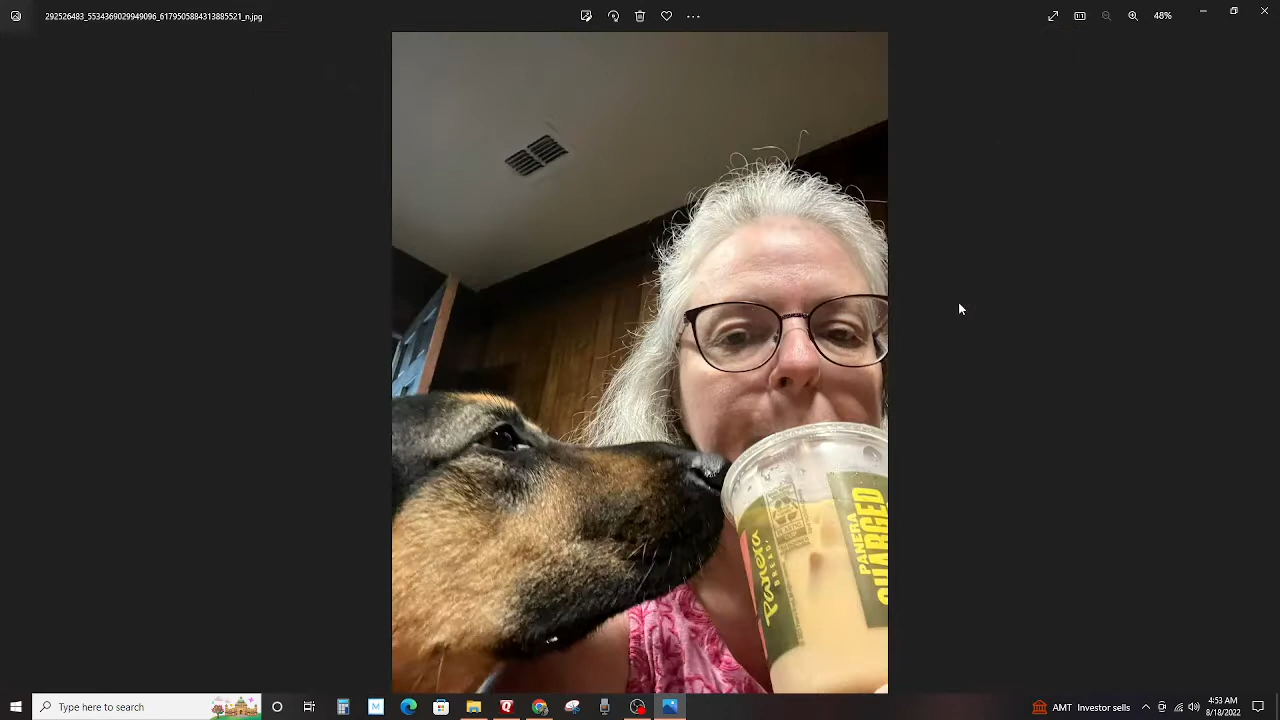 292526483_5534369029949096_6179505884313885521_n.jpg
48%
Panera
BREAD
PANERA
CHARGED
Type here to search
AMT Investor sells
4:53 AM
8/18/2022